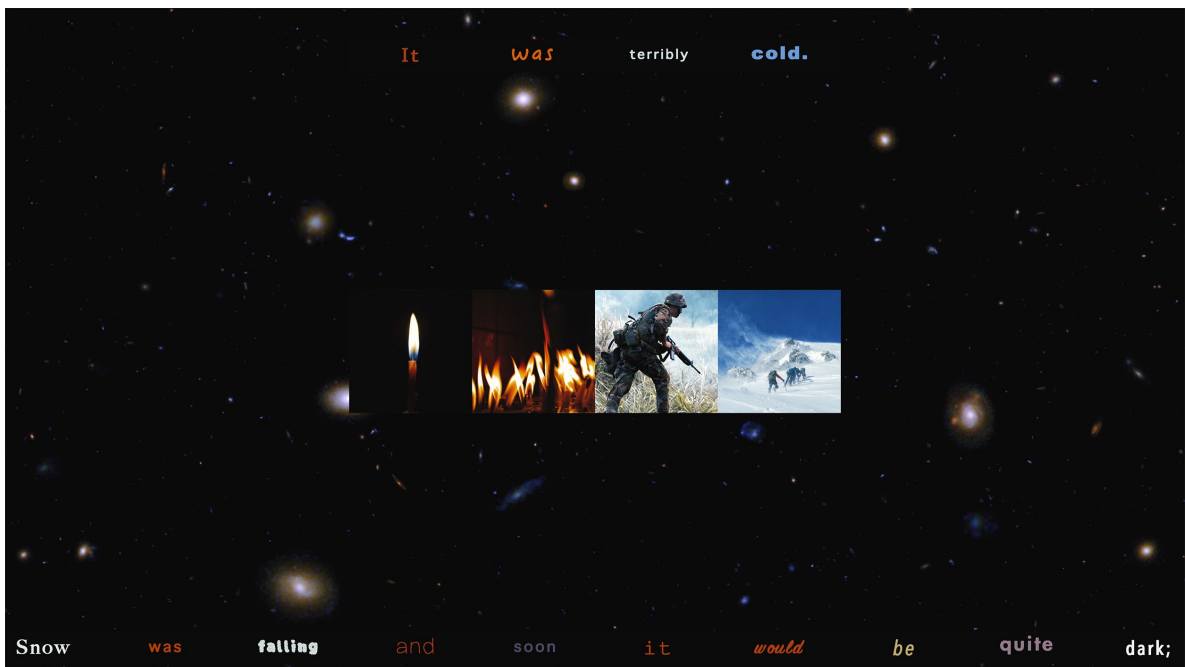 It was terribly cold.
Snow was falling and soon it would be quite dark;